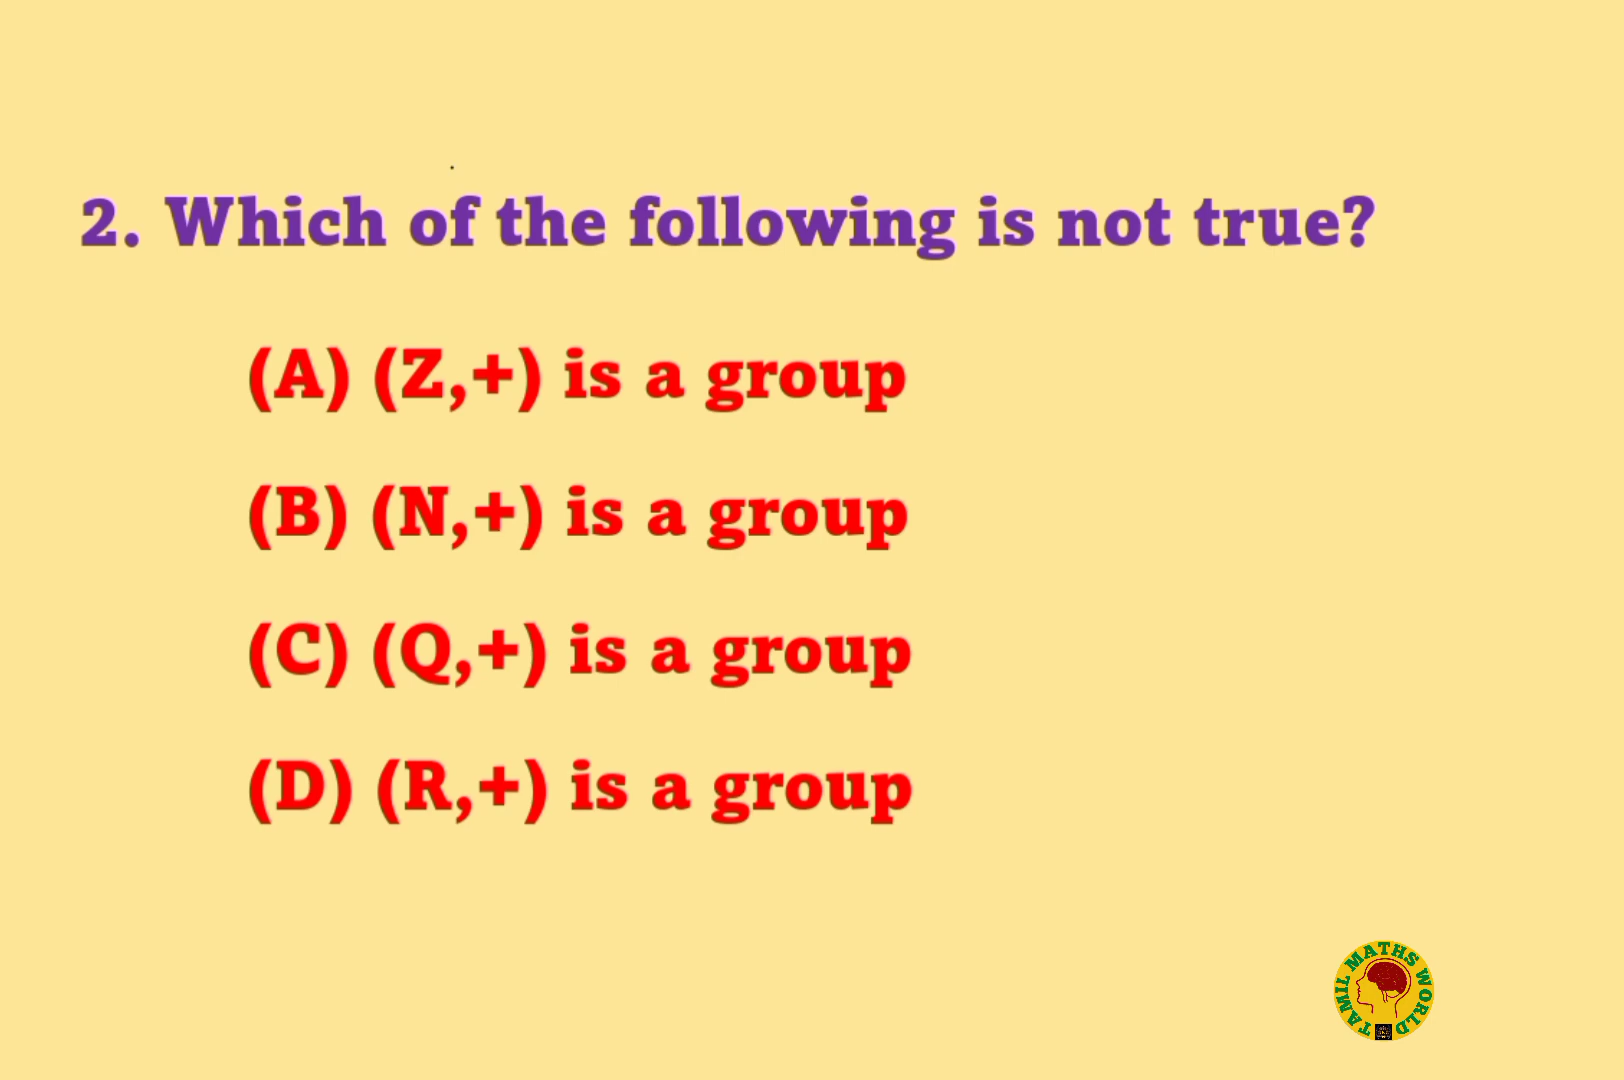 2. Which of the following is not true?
(A) (Z,+) is a group
(B) (N,+) is a group
(C) (Q,+) is a group
(D) (R,+) is a group
TAMIL MATHS WORLD